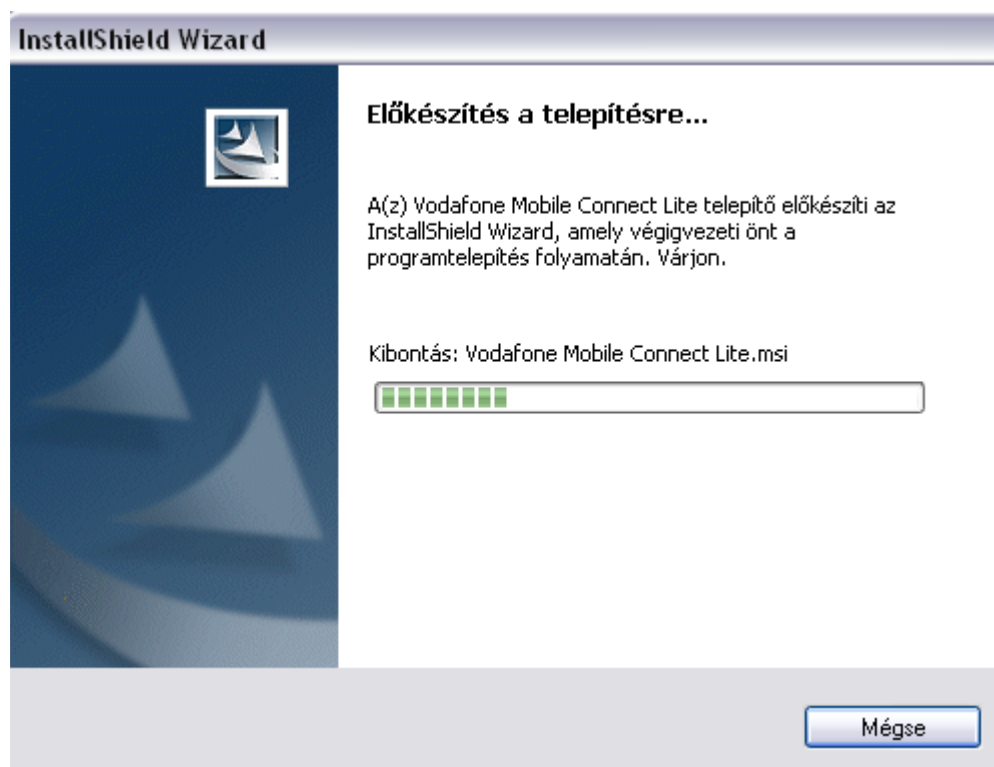 InstallShield Wizard
Előkészítés a telepítésre...
A(z) Vodafone Mobile Connect Lite telepítő előkészíti az
InstallShield Wizard, amely végigvezeti önt a
programtelepítés folyamatán. Várjon.
Kibontás: Vodafone Mobile Connect Lite.msi
Mégse